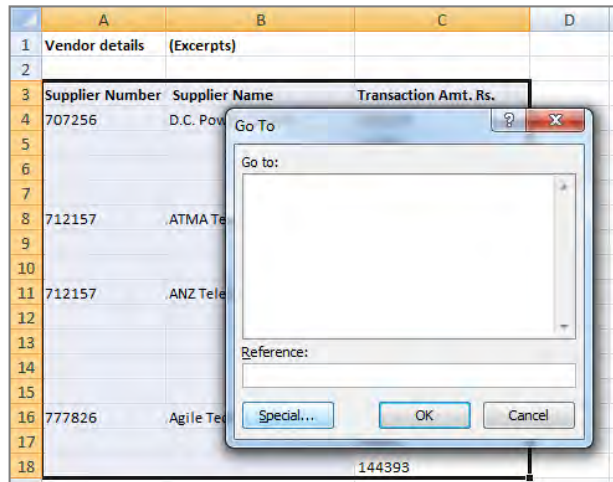 A B C D
1 Vendor details (Excerpts)
2
3 Supplier Number Supplier Name Transaction Amt. Rs.
4 707256 D.C. Pow
Go To
5
Go to:
6
7
8 712157 ATMA Te
9
10
11 712157 ANZ Tele
12
13
Reference:
14
15
16 777826 Agile Tec
Special... OK Cancel
17
18 144393